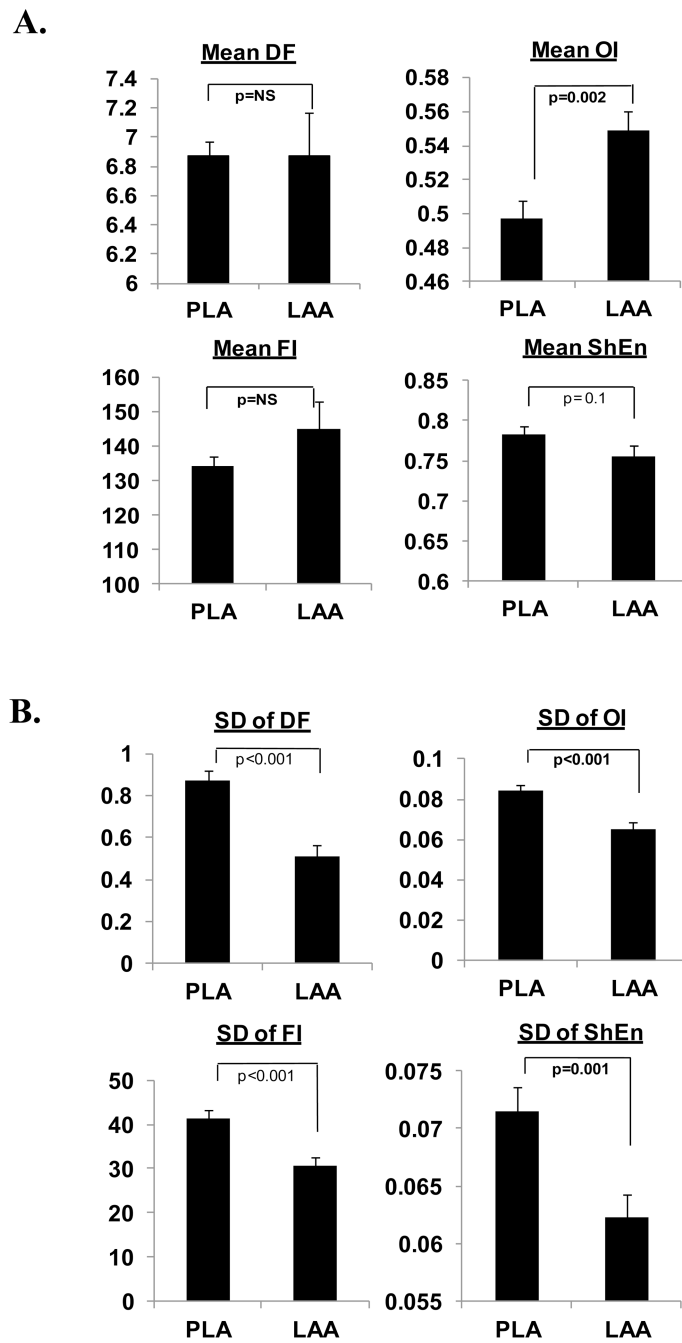 A.
Mean DF
7.4
7.2
7
6.8
6.6
6.4
6.2
6
p=NS
PLA LAA
Mean OI
0.58
0.56
0.54
0.52
0.5
0.48
0.46
p=0.002
PLA LAA
Mean FI
160
150
140
130
120
110
100
p=NS
PLA LAA
Mean ShEn
0.85
0.8
0.75
0.7
0.65
0.6
p=0.1
PLA LAA
B.
SD of DF
1
0.8
0.6
0.4
0.2
0
p<0.001
PLA LAA
SD of OI
0.1
0.08
0.06
0.04
0.02
0
p<0.001
PLA LAA
SD of FI
50
40
30
20
10
0
p<0.001
PLA LAA
SD of ShEn
0.075
0.07
0.065
0.06
0.055
p=0.001
PLA LAA